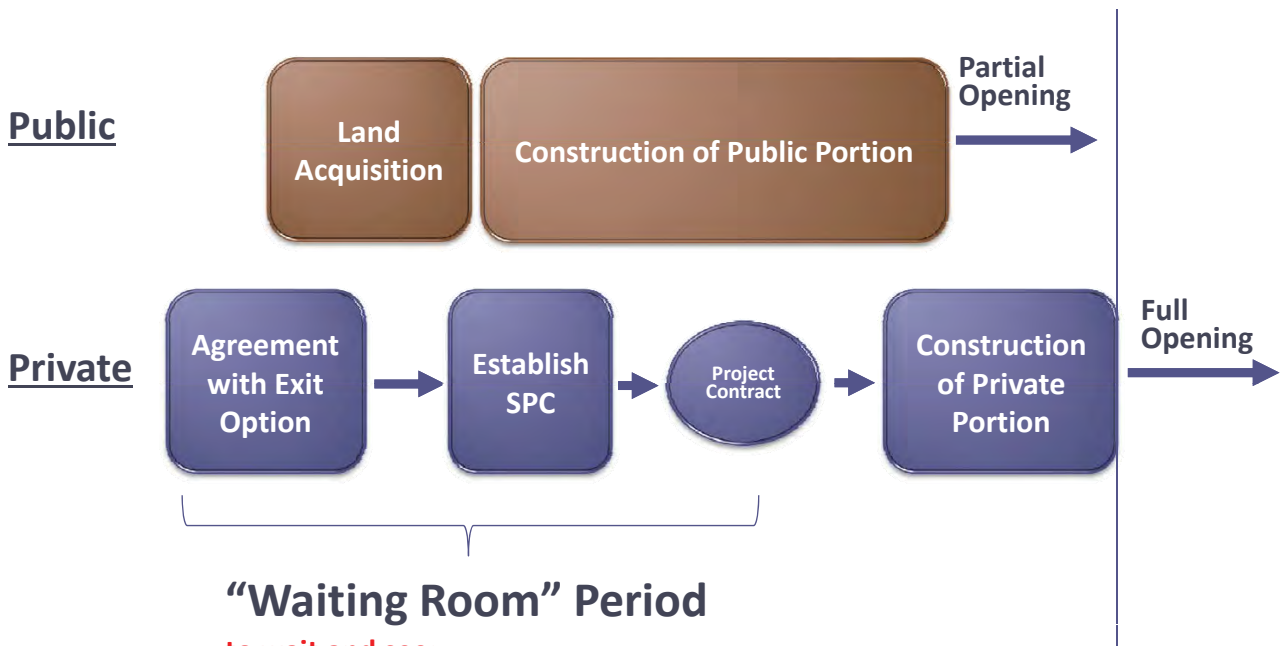 Public
Land
Acquisition
Construction of Public Portion
Partial
Opening
Private
Agreement
with Exit
Option
Establish
SPC
Project
Contract
Construction
of Private
Portion
Full
Opening
“Waiting Room” Period